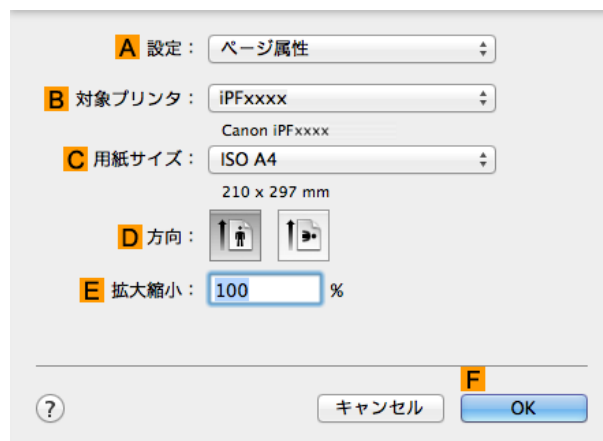 A 設定： ページ属性
B 対象プリンタ： iPFxxxx
Canon iPFxxxx
C 用紙サイズ： ISO A4
210 x 297 mm
D 方向：
E 拡大縮小： 100 %
F
? キャンセル OK